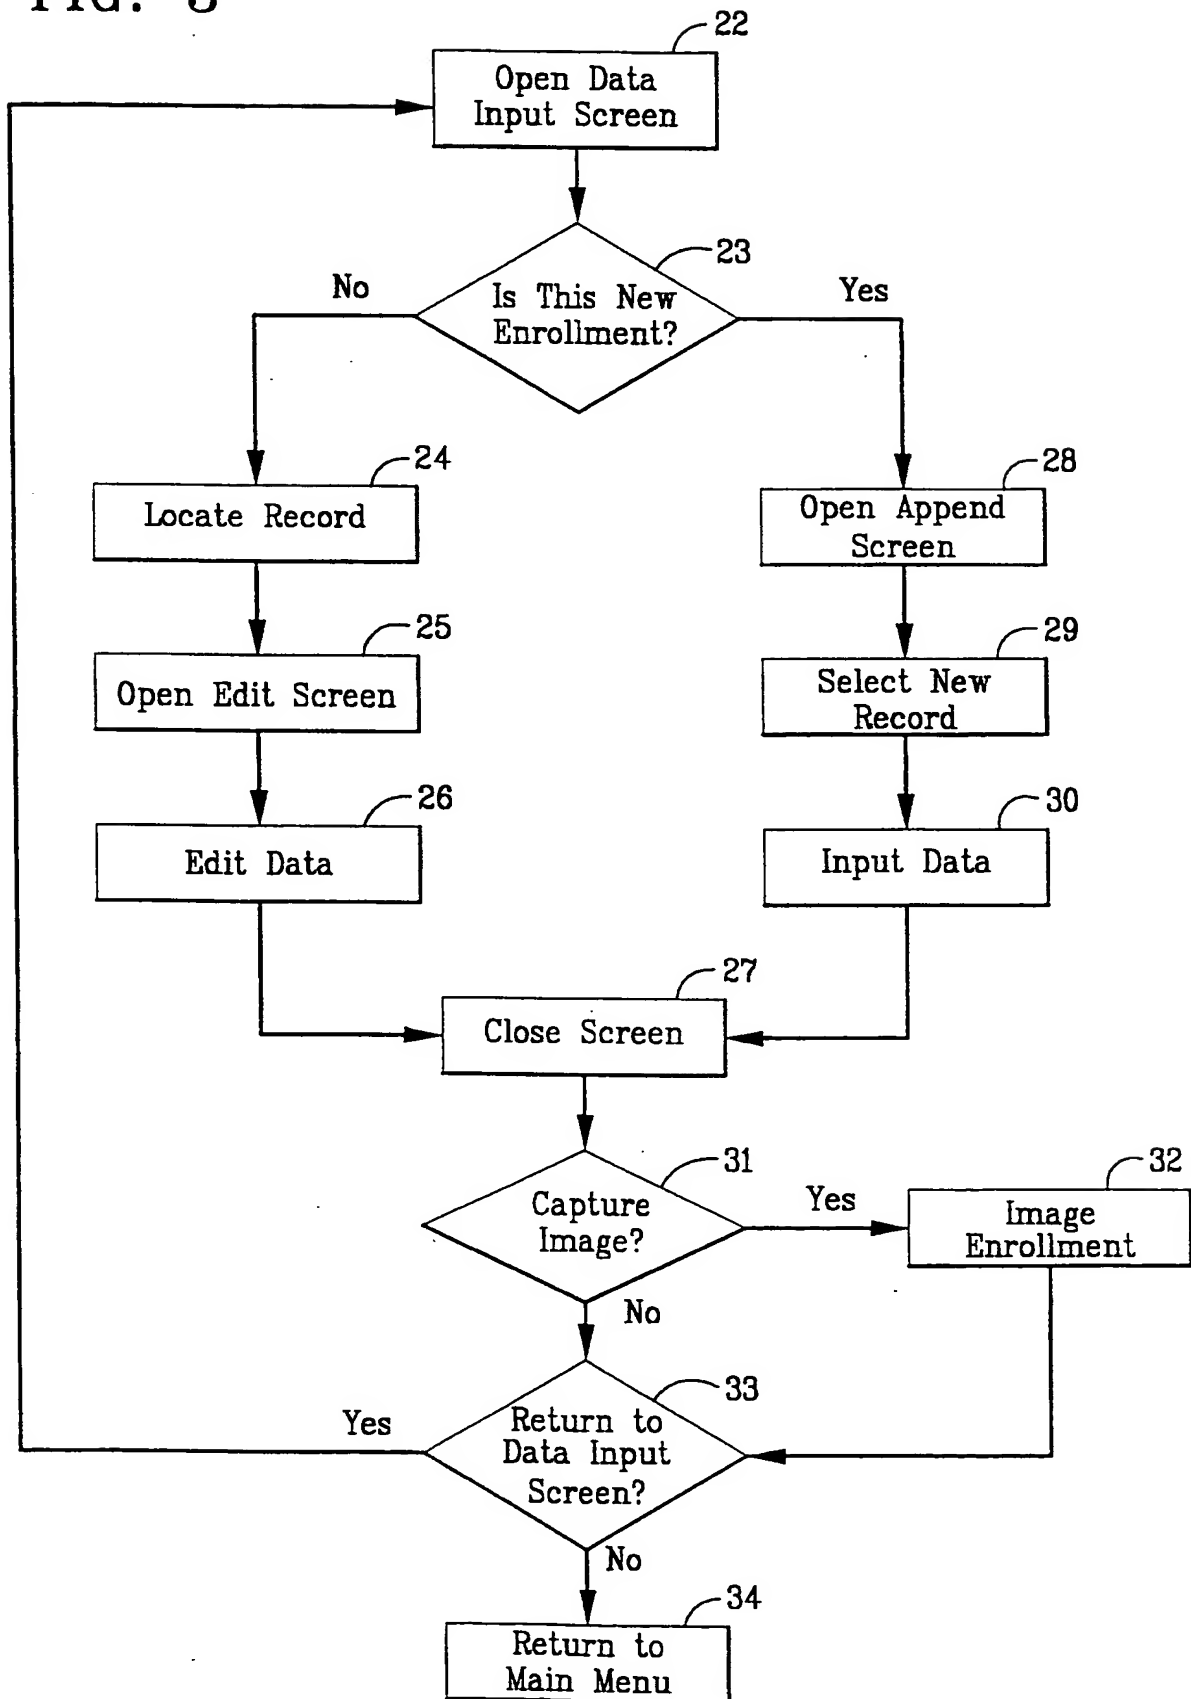 22
Open Data
Input Screen
23
Is This New
Enrollment?
No
Yes
24
Locate Record
28
Open Append
Screen
25
Open Edit Screen
29
Select New
Record
26
Edit Data
30
Input Data
27
Close Screen
31
Capture
Image?
Yes
32
Image
Enrollment
No
33
Return to
Data Input
Screen?
Yes
No
34
Return to
Main Menu